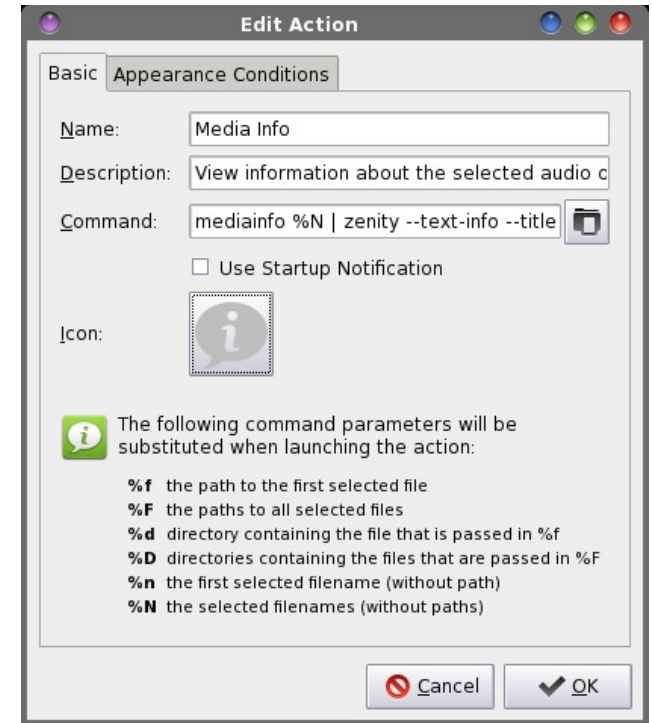 Edit Action
Basic Appearance Conditions
Name: Media Info
Description: View information about the selected audio
Command: mediainfo %N | zenity --text-info --title
Use Startup Notification
Icon:
The following command parameters will be
substituted when launching the action:
%f the path to the first selected file
%F the paths to all selected files
%d directory containing the file that is passed in %f
%D directories containing the files that are passed in %F
%n the first selected filename (without path)
%N the selected filenames (without paths)
Cancel OK